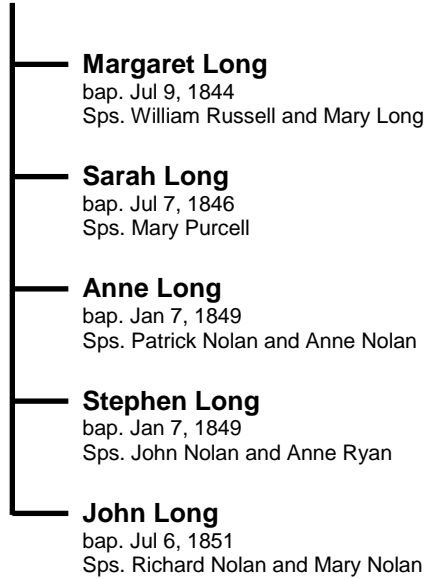 Margaret Long
bap. Jul 9, 1844
Sps. William Russell and Mary Long
Sarah Long
bap. Jul 7, 1846
Sps. Mary Purcell
Anne Long
bap. Jan 7, 1849
Sps. Patrick Nolan and Anne Nolan
Stephen Long
bap. Jan 7, 1849
Sps. John Nolan and Anne Ryan
John Long
bap. Jul 6, 1851
Sps. Richard Nolan and Mary Nolan